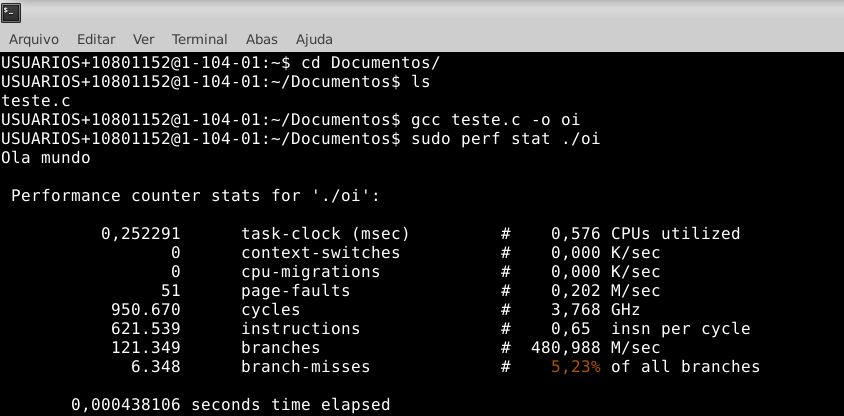 Arquivo Editar Ver Terminal Abas Ajuda
USUARIOS+10801152@1-104-01:~$ cd Documentos/
USUARIOS+10801152@1-104-01:~/Documentos$ ls
teste.c
USUARIOS+10801152@1-104-01:~/Documentos$ gcc teste.c -o oi
USUARIOS+10801152@1-104-01:~/Documentos$ sudo perf stat ./oi
Ola mundo
Performance counter stats for './oi':
0,252291 task-clock (msec) # 0,576 CPUs utilized
0 context-switches # 0,000 K/sec
0 cpu-migrations # 0,000 K/sec
51 page-faults # 0,202 M/sec
950.670 cycles # 3,768 GHz
621.539 instructions # 0,65 insn per cycle
121.349 branches # 480,988 M/sec
6.348 branch-misses # 5,23% of all branches
0,000438106 seconds time elapsed